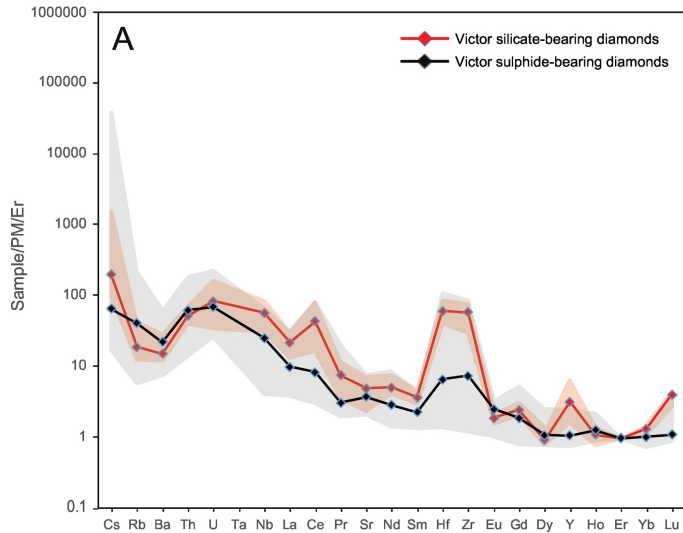 A
Victor silicate-bearing diamonds
Victor sulphide-bearing diamonds
Sample/PM/Er
1000000
100000
10000
1000
100
10
1
0.1
Cs Rb Ba Th U Ta Nb La Ce Pr Sr Nd Sm Hf Zr Eu Gd Dy Y Ho Er Yb Lu